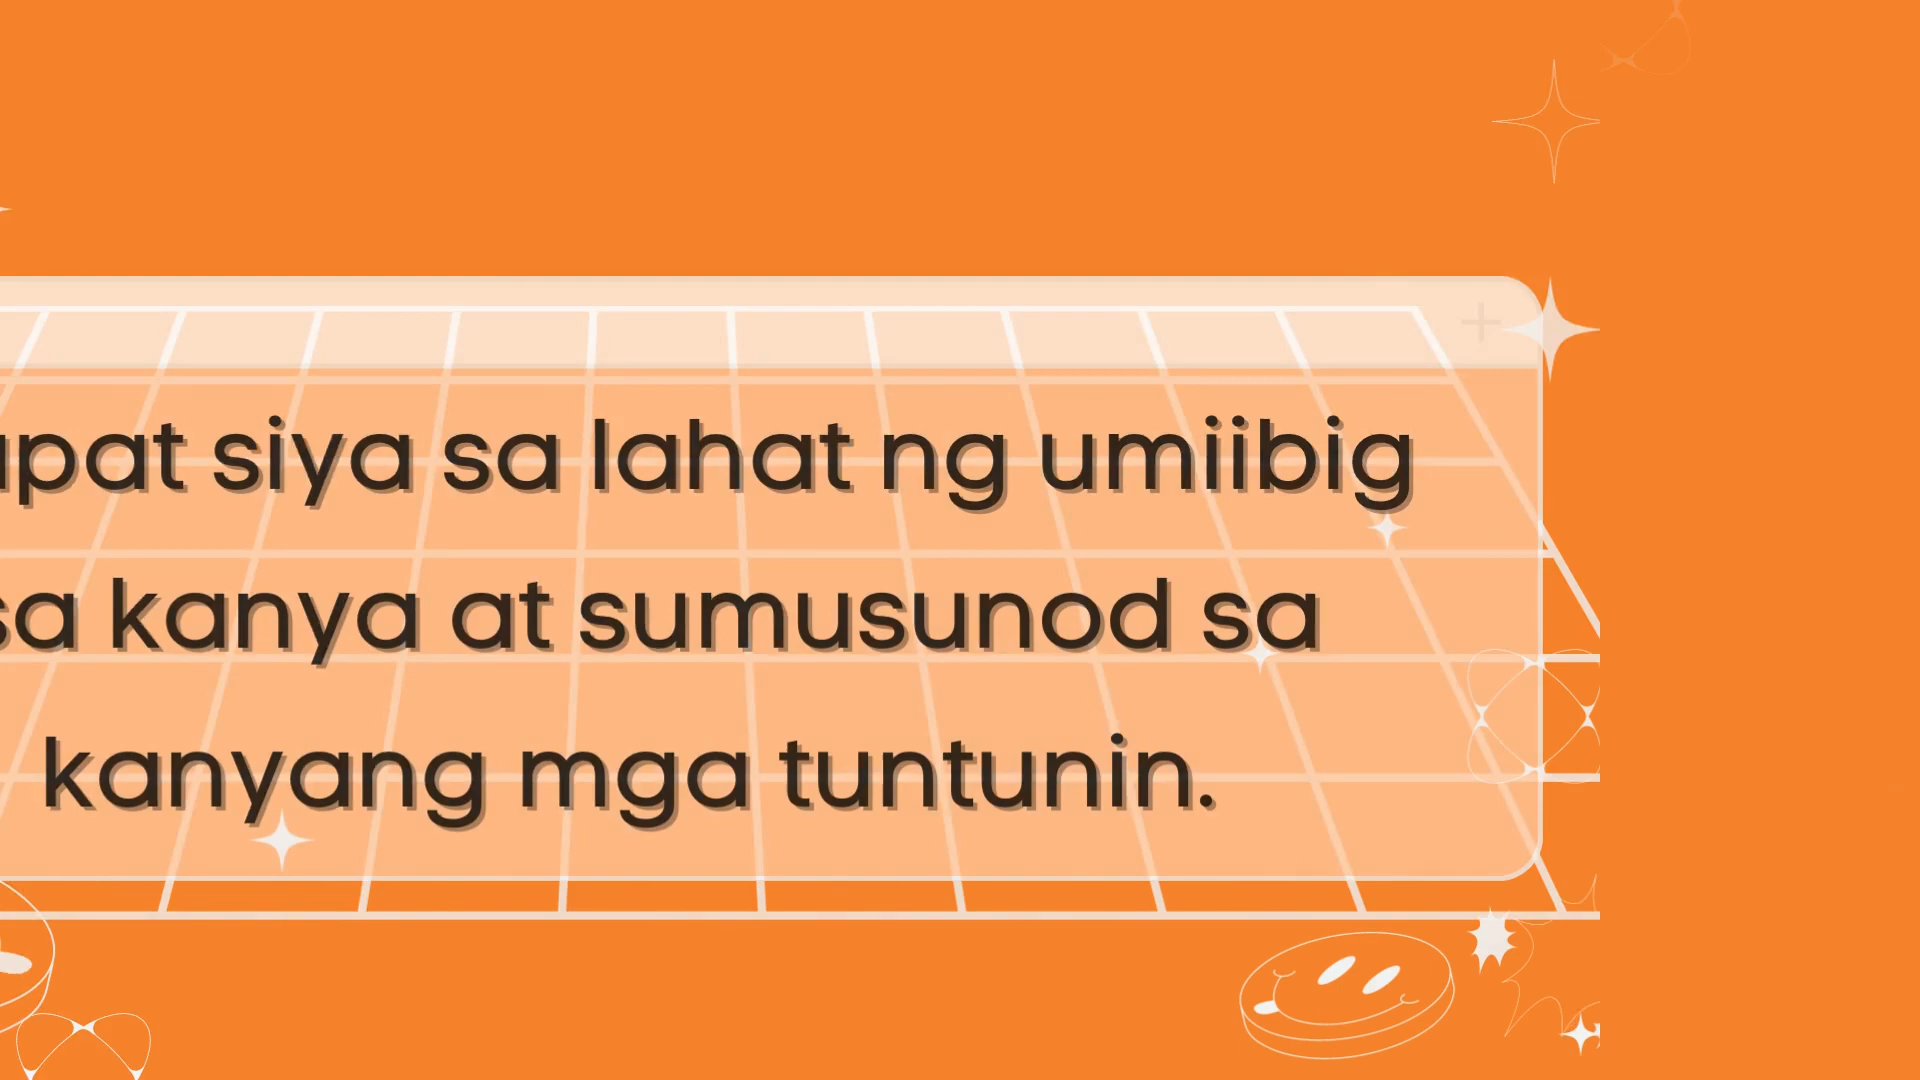 siya sa lahat ng umiibig
sa kanya at sumusunod sa
kanyang mga tuntunin.